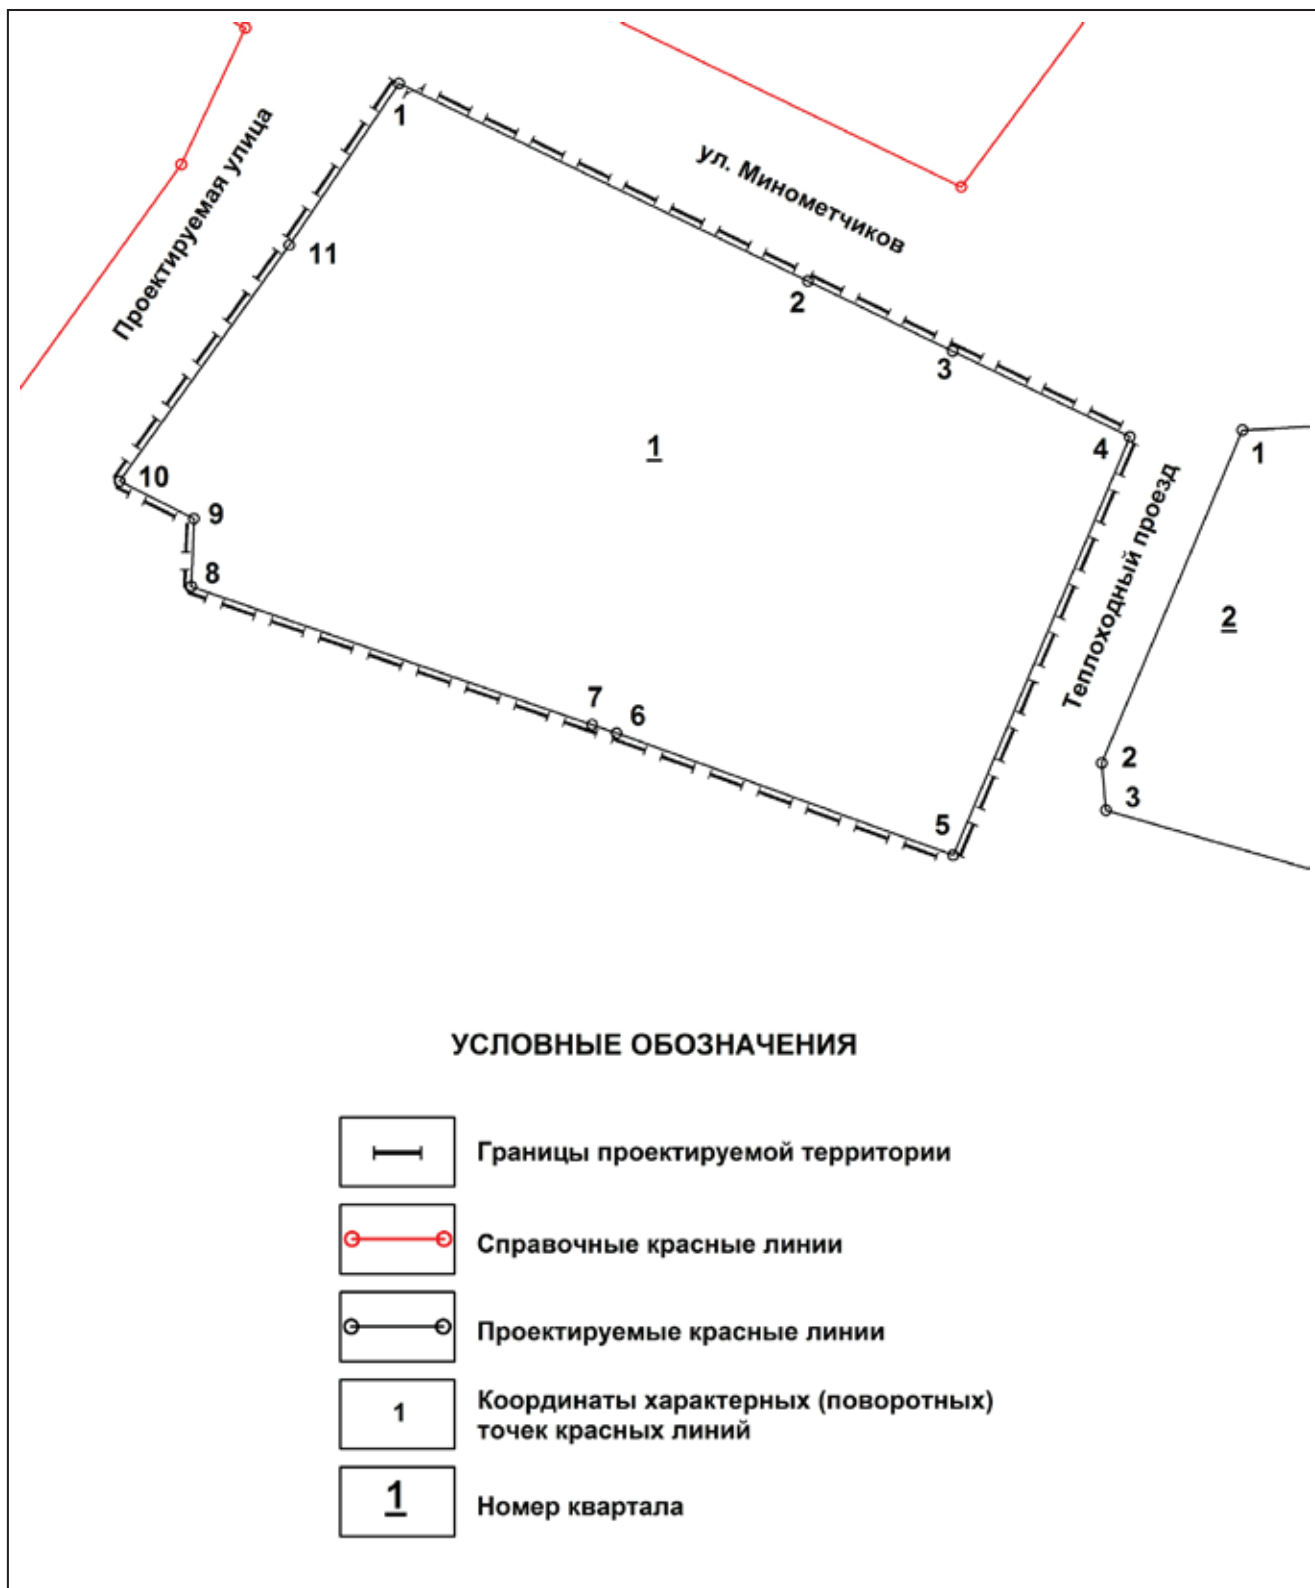 1
Проектируемая улица
ул. Минометчиков
11
2
3
4
1
1
10
9
8
Теплоходный проезд
2
7
6
2
3
5
УСЛОВНЫЕ ОБОЗНАЧЕНИЯ
Границы проектируемой территории
Справочные красные линии
Проектируемые красные линии
1
Координаты характерных (поворотных)
точек красных линий
1
Номер квартала